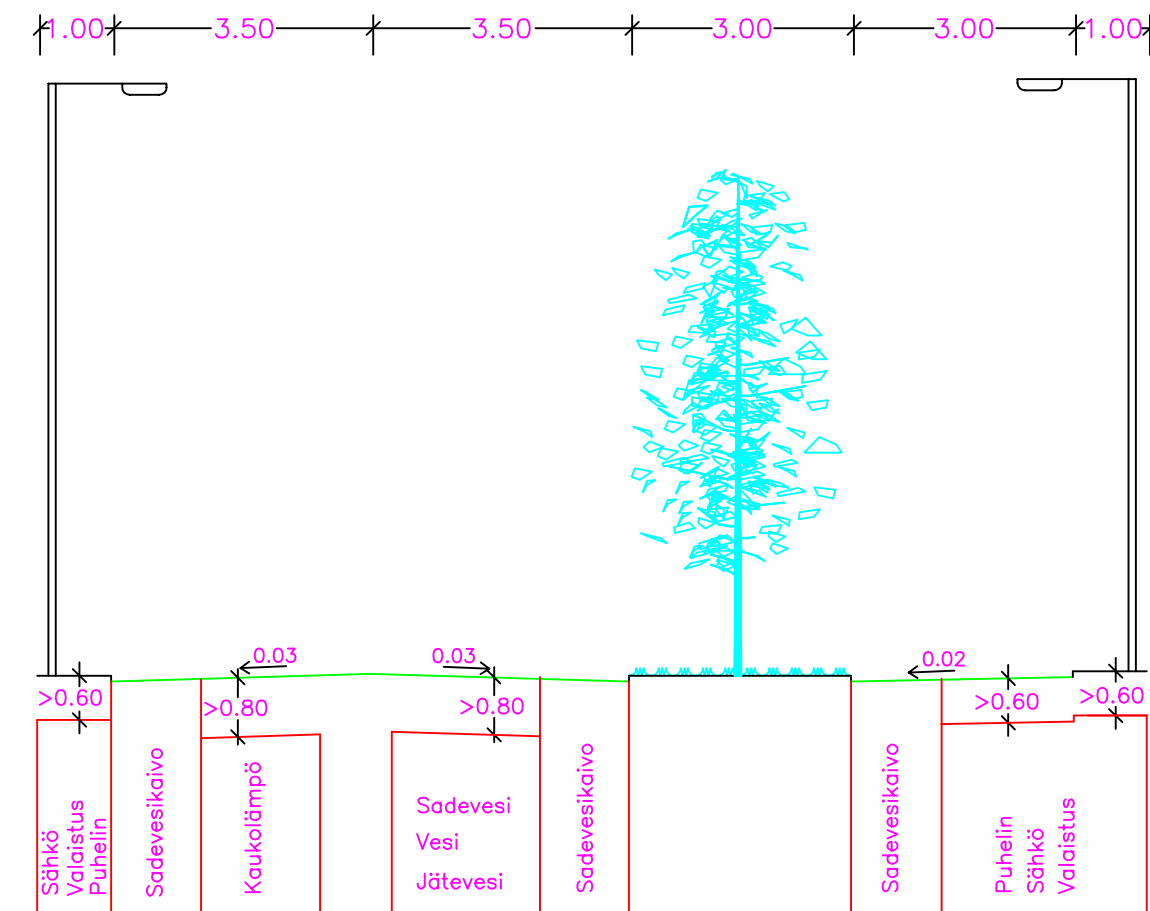 1.00 3.50 3.50 3.00 3.00 1.00
0.03 0.03 0.02
>0.60 >0.80 >0.80 >0.60 >0.60
Sähkö
Valaistus
Puhelin
Sadevesikaivo
Kaukolämpö
Sadevesi
Vesi
Jätevesi
Sadevesikaivo
Sadevesikaivo
Puhelin
Sähkö
Valaistus